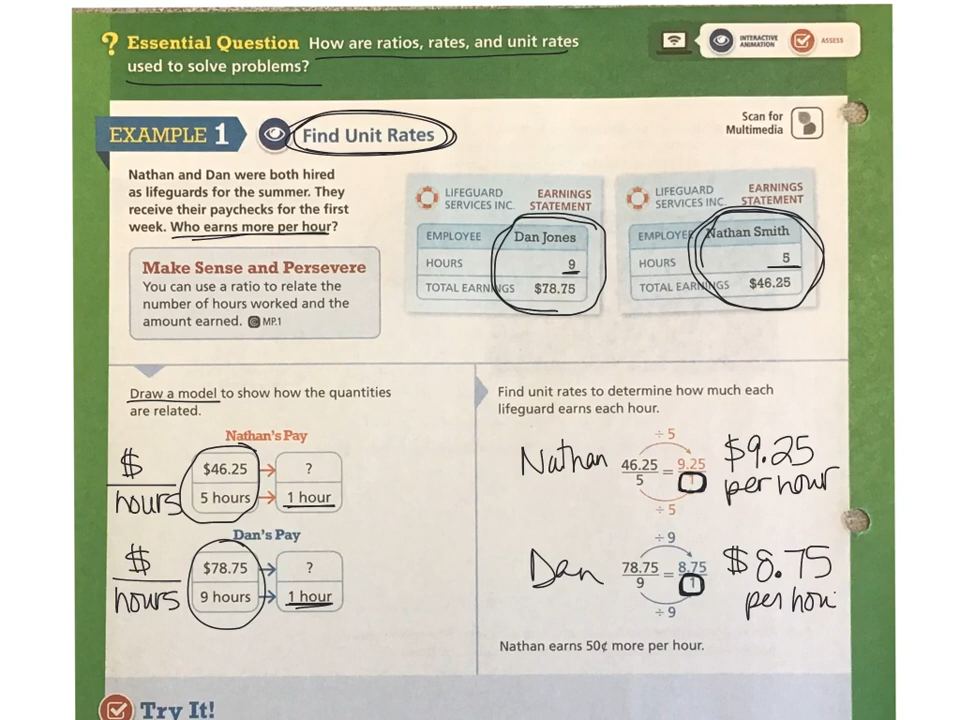 ? Essential Question How are ratios, rates, and unit rates
used to solve problems?
INTERACTIVE
ANIMATION
ASSESS
EXAMPLE 1 Find Unit Rates
Scan for
Multimedia
Nathan and Dan were both hired
as lifeguards for the summer. They
receive their paychecks for the first
week. Who earns more per hour?
Make Sense and Persevere
You can use a ratio to relate the
number of hours worked and the
amount earned. MP.1
LIFEGUARD
SERVICES INC.
EARNINGS
STATEMENT
EMPLOYEE Dan Jones
HOURS 9
TOTAL EARNINGS $78.75
LIFEGUARD
SERVICES INC.
EARNINGS
STATEMENT
EMPLOYEE Nathan Smith
HOURS 5
TOTAL EARNINGS $46.25
Draw a model to show how the quantities
are related.
Nathan's Pay
$
hours
$46.25 → ?
5 hours → 1 hour
Dan's Pay
$
hours
$78.75 → ?
9 hours → 1 hour
Find unit rates to determine how much each
lifeguard earns each hour.
Nathan
÷ 5
46.25 = 9.25
5 1
÷ 5
$9.25
per hour
Dan
÷ 9
78.75 = 8.75
9 1
÷ 9
$8.75
per hou
Nathan earns 50¢ more per hour.
Try It!